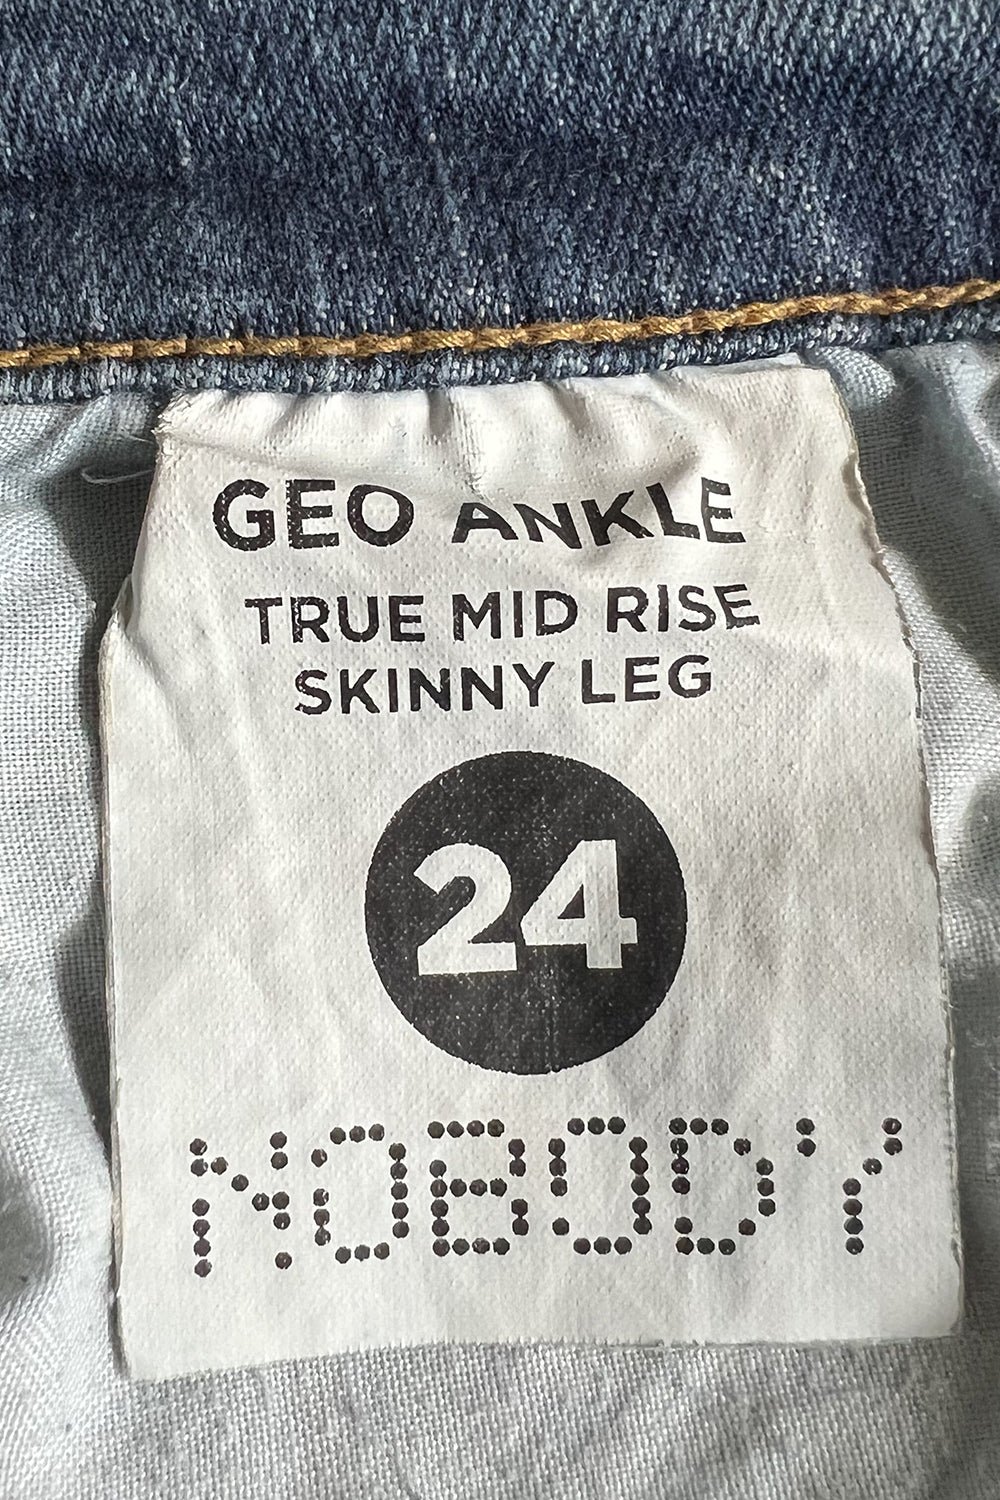 GEO ANKLE
TRUE MID RISE
SKINNY LEG
24
NOBODY